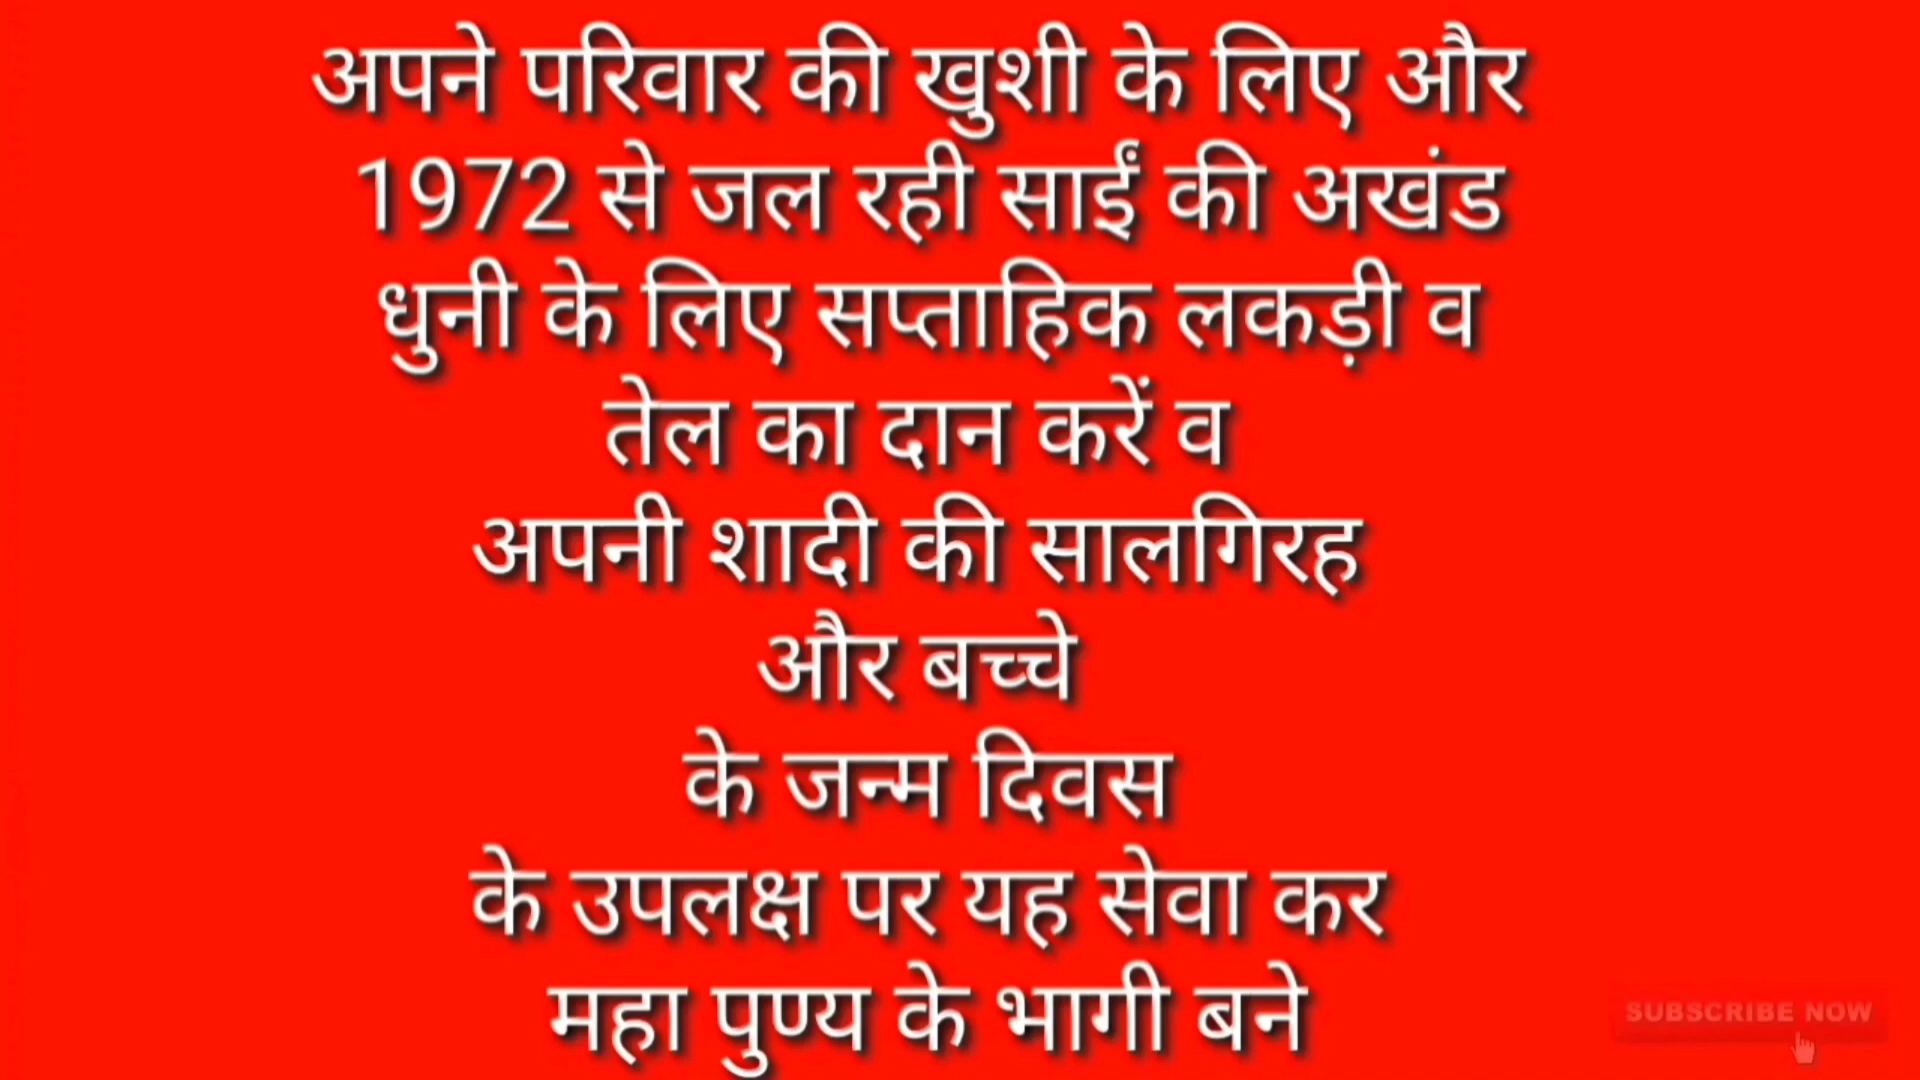 अपने परिवार की खुशी के लिए और
1972 से जल रही साईं की अखंड
धुनी के लिए सप्ताहिक लकड़ी व
तेल का दान करें व
अपनी शादी की सालगिरह
और बच्चे
के जन्म दिवस
के उपलक्ष पर यह सेवा कर
महा पुण्य के भागी बने
SUBSCRIBE NOW